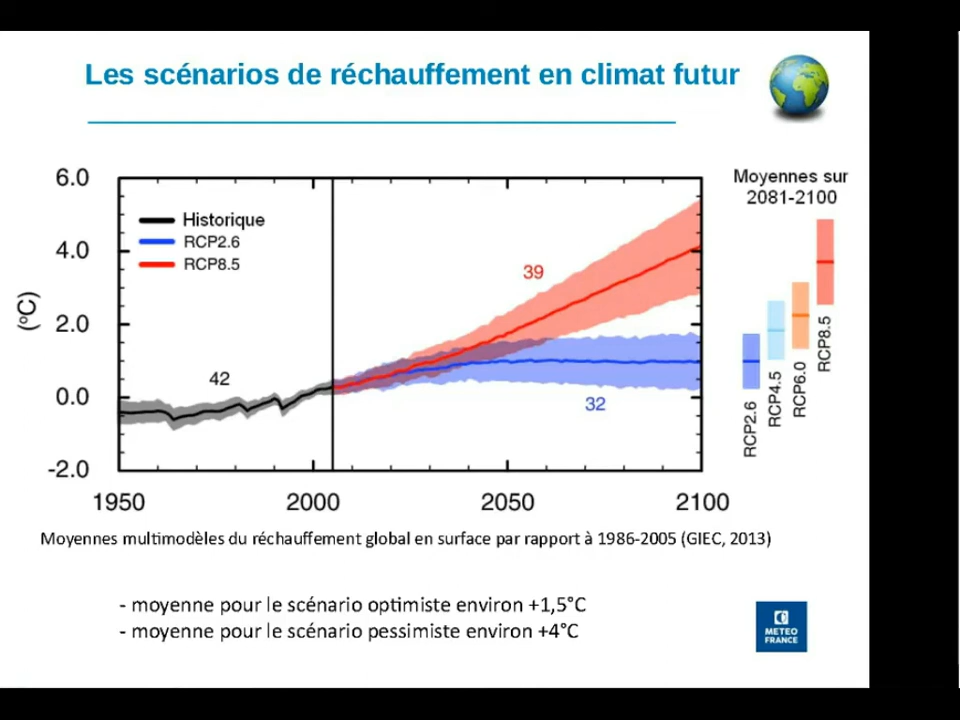 Les scénarios de réchauffement en climat futur
6.0
4.0
2.0
0.0
-2.0
(°C)
Historique
RCP2.6
RCP8.5
42
39
32
1950
2000
2050
2100
Moyennes sur
2081-2100
RCP2.6
RCP4.5
RCP6.0
RCP8.5
Moyennes multimodèles du réchauffement global en surface par rapport à 1986-2005 (GIEC, 2013)
- moyenne pour le scénario optimiste environ +1,5°C
- moyenne pour le scénario pessimiste environ +4°C
METEO
FRANCE